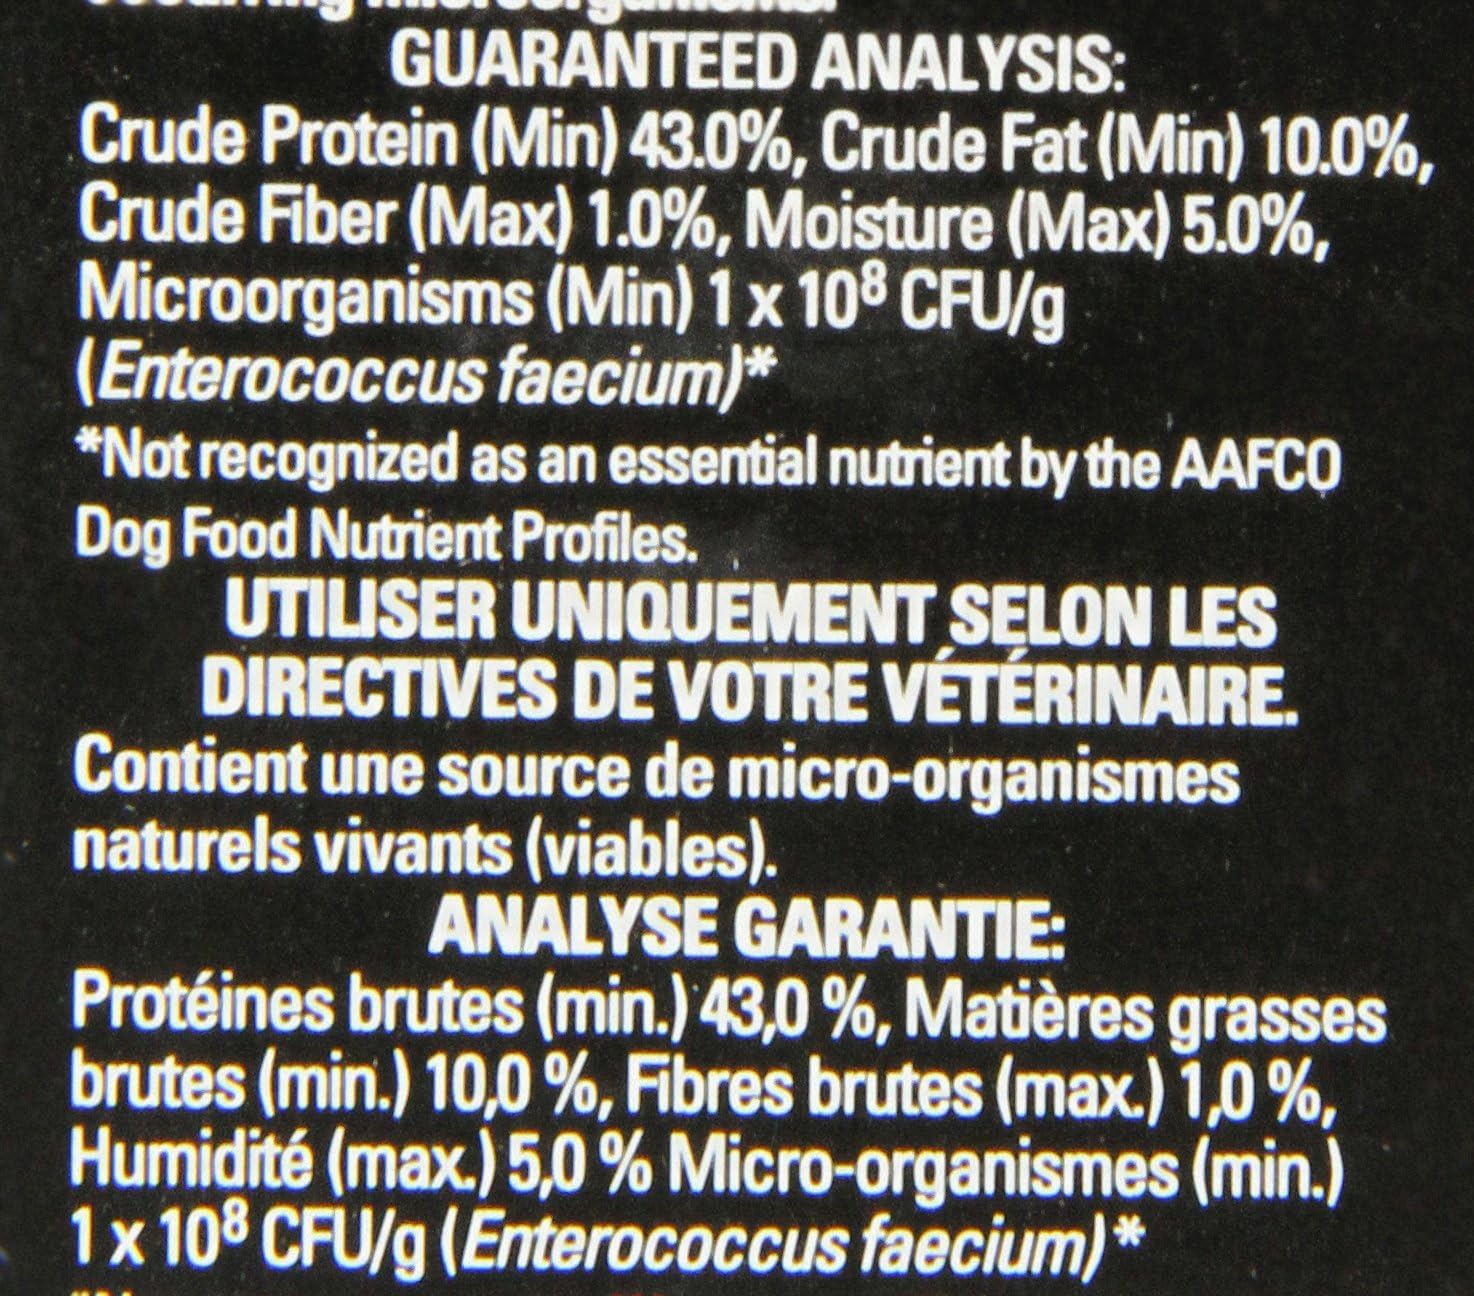 microorganisms.
GUARANTEED ANALYSIS:
Crude Protein (Min) 43.0%, Crude Fat (Min) 10.0%,
Crude Fiber (Max) 1.0%, Moisture (Max) 5.0%,
Microorganisms (Min) 1 x 10⁸ CFU/g
(Enterococcus faecium)*
*Not recognized as an essential nutrient by the AAFCO
Dog Food Nutrient Profiles.
UTILISER UNIQUEMENT SELON LES
DIRECTIVES DE VOTRE VÉTÉRINAIRE.
Contient une source de micro-organismes
naturels vivants (viables).
ANALYSE GARANTIE:
Protéines brutes (min.) 43,0 %, Matières grasses
brutes (min.) 10,0 %, Fibres brutes (max.) 1,0 %,
Humidité (max.) 5,0 % Micro-organismes (min.)
1 x 10⁸ CFU/g (Enterococcus faecium)*